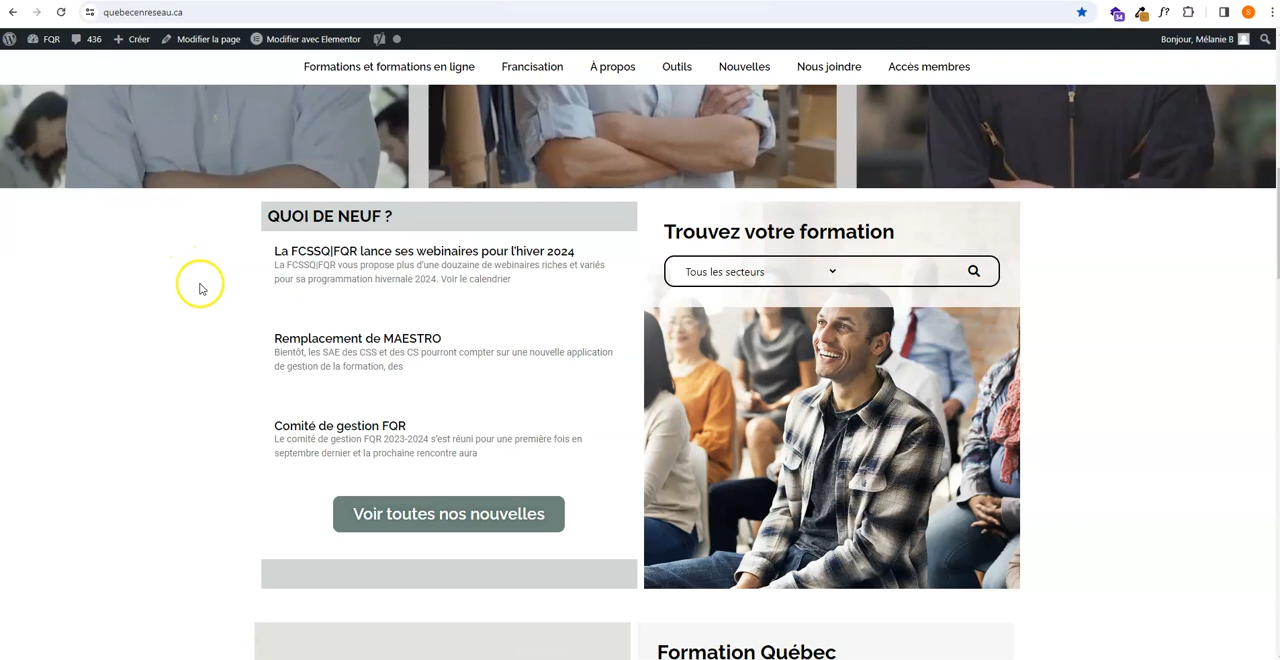 quebecenreseau.ca
34
f?
S
FQR 436 Créer Modifier la page Modifier avec Elementor Bonjour, Mélanie B
Formations et formations en ligne Francisation À propos Outils Nouvelles Nous joindre Accès membres
QUOI DE NEUF ?
La FCSSQ|FQR lance ses webinaires pour l'hiver 2024
La FCSSQ|FQR vous propose plus d'une douzaine de webinaires riches et variés
pour sa programmation hivernale 2024. Voir le calendrier
Remplacement de MAESTRO
Bientôt, les SAE des CSS et des CS pourront compter sur une nouvelle application
de gestion de la formation, des
Comité de gestion FQR
Le comité de gestion FQR 2023-2024 s'est réuni pour une première fois en
septembre dernier et la prochaine rencontre aura
Voir toutes nos nouvelles
Trouvez votre formation
Tous les secteurs
Formation Québec